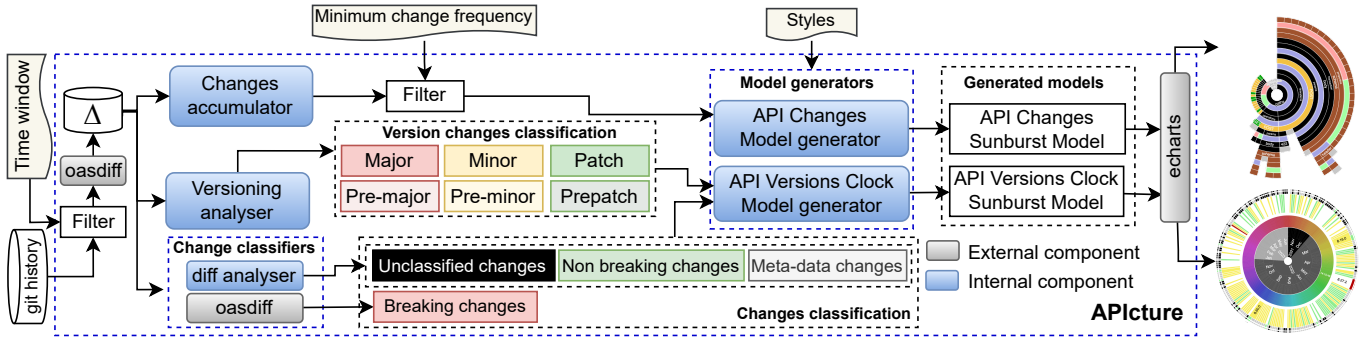 Minimum change frequency
Styles
Time window
Δ
oasdiff
Filter
git history
Changes
accumulator
Filter
Versioning
analyser
Version changes classification
Major
Minor
Patch
Pre-major
Pre-minor
Prepatch
Change classifiers
diff analyser
oasdiff
Unclassified changes
Non breaking changes
Meta-data changes
Breaking changes
Changes classification
Model generators
API Changes
Model generator
API Versions Clock
Model generator
Generated models
API Changes
Sunburst Model
API Versions Clock
Sunburst Model
echarts
External component
Internal component
APIcture